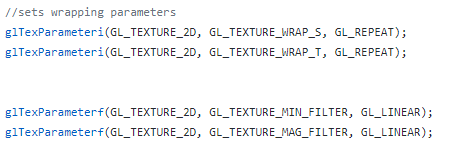 //sets wrapping parameters
glTexParameteri(GL_TEXTURE_2D, GL_TEXTURE_WRAP_S, GL_REPEAT);
glTexParameteri(GL_TEXTURE_2D, GL_TEXTURE_WRAP_T, GL_REPEAT);
glTexParameterf(GL_TEXTURE_2D, GL_TEXTURE_MIN_FILTER, GL_LINEAR);
glTexParameterf(GL_TEXTURE_2D, GL_TEXTURE_MAG_FILTER, GL_LINEAR);